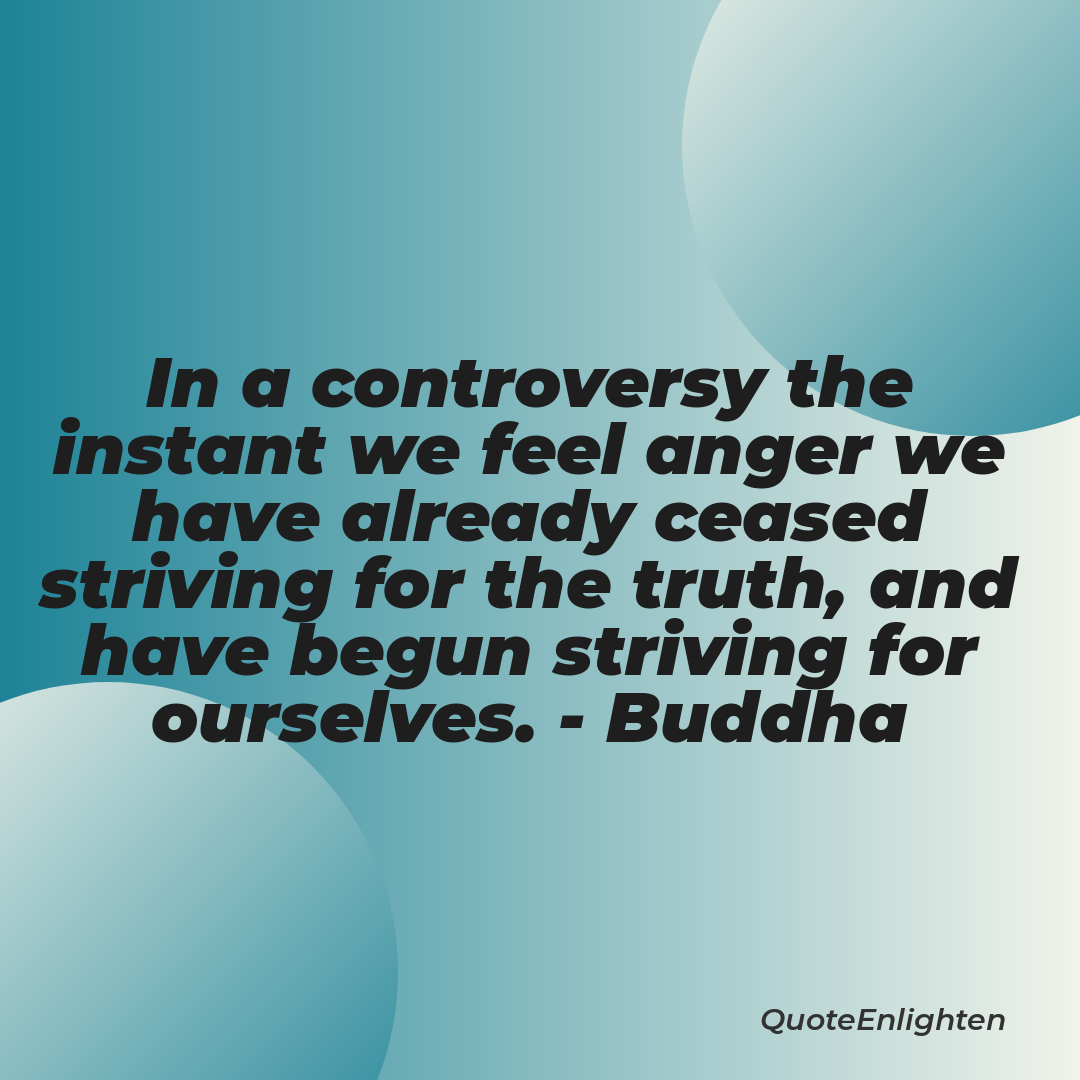 In a controversy the
instant we feel anger we
have already ceased
striving for the truth, and
have begun striving for
ourselves. - Buddha
QuoteEnlighten